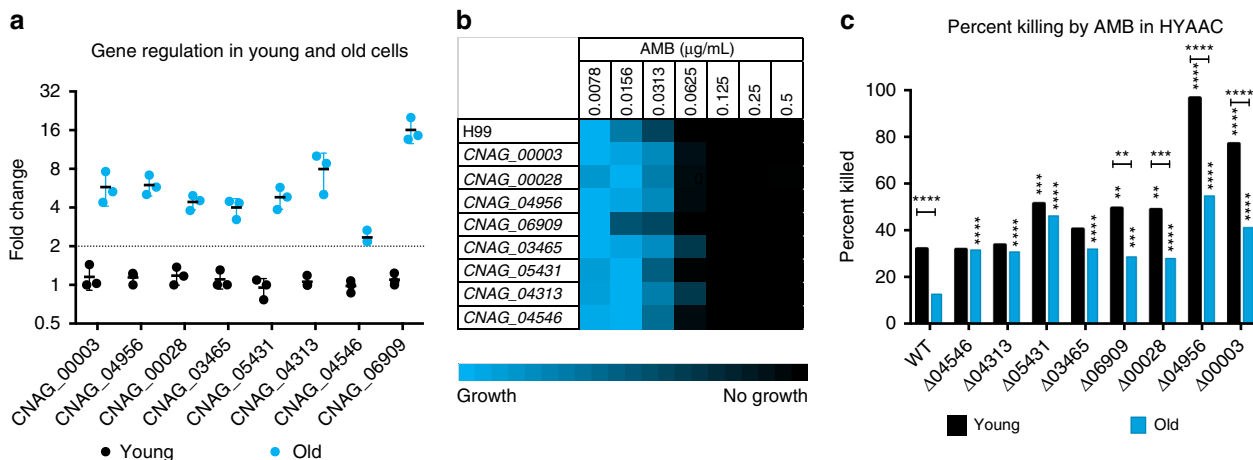 a
Gene regulation in young and old cells
Fold change
32
16
8
4
2
1
0.5
CNAG_00003
CNAG_04956
CNAG_00028
CNAG_03465
CNAG_05431
CNAG_04313
CNAG_04546
CNAG_06909
Young
Old
b
AMB (µg/mL)
0.0078
0.0156
0.0313
0.0625
0.125
0.25
0.5
H99
CNAG_00003
CNAG_00028
CNAG_04956
CNAG_06909
CNAG_03465
CNAG_05431
CNAG_04313
CNAG_04546
Growth
No growth
c
Percent killing by AMB in HYAAC
Percent killed
100
80
60
40
20
0
****
****
****
***
****
****
**
**
***
***
**
****
****
****
****
****
****
****
WT
Δ04546
Δ04313
Δ05431
Δ03465
Δ06909
Δ00028
Δ04956
Δ00003
Young
Old